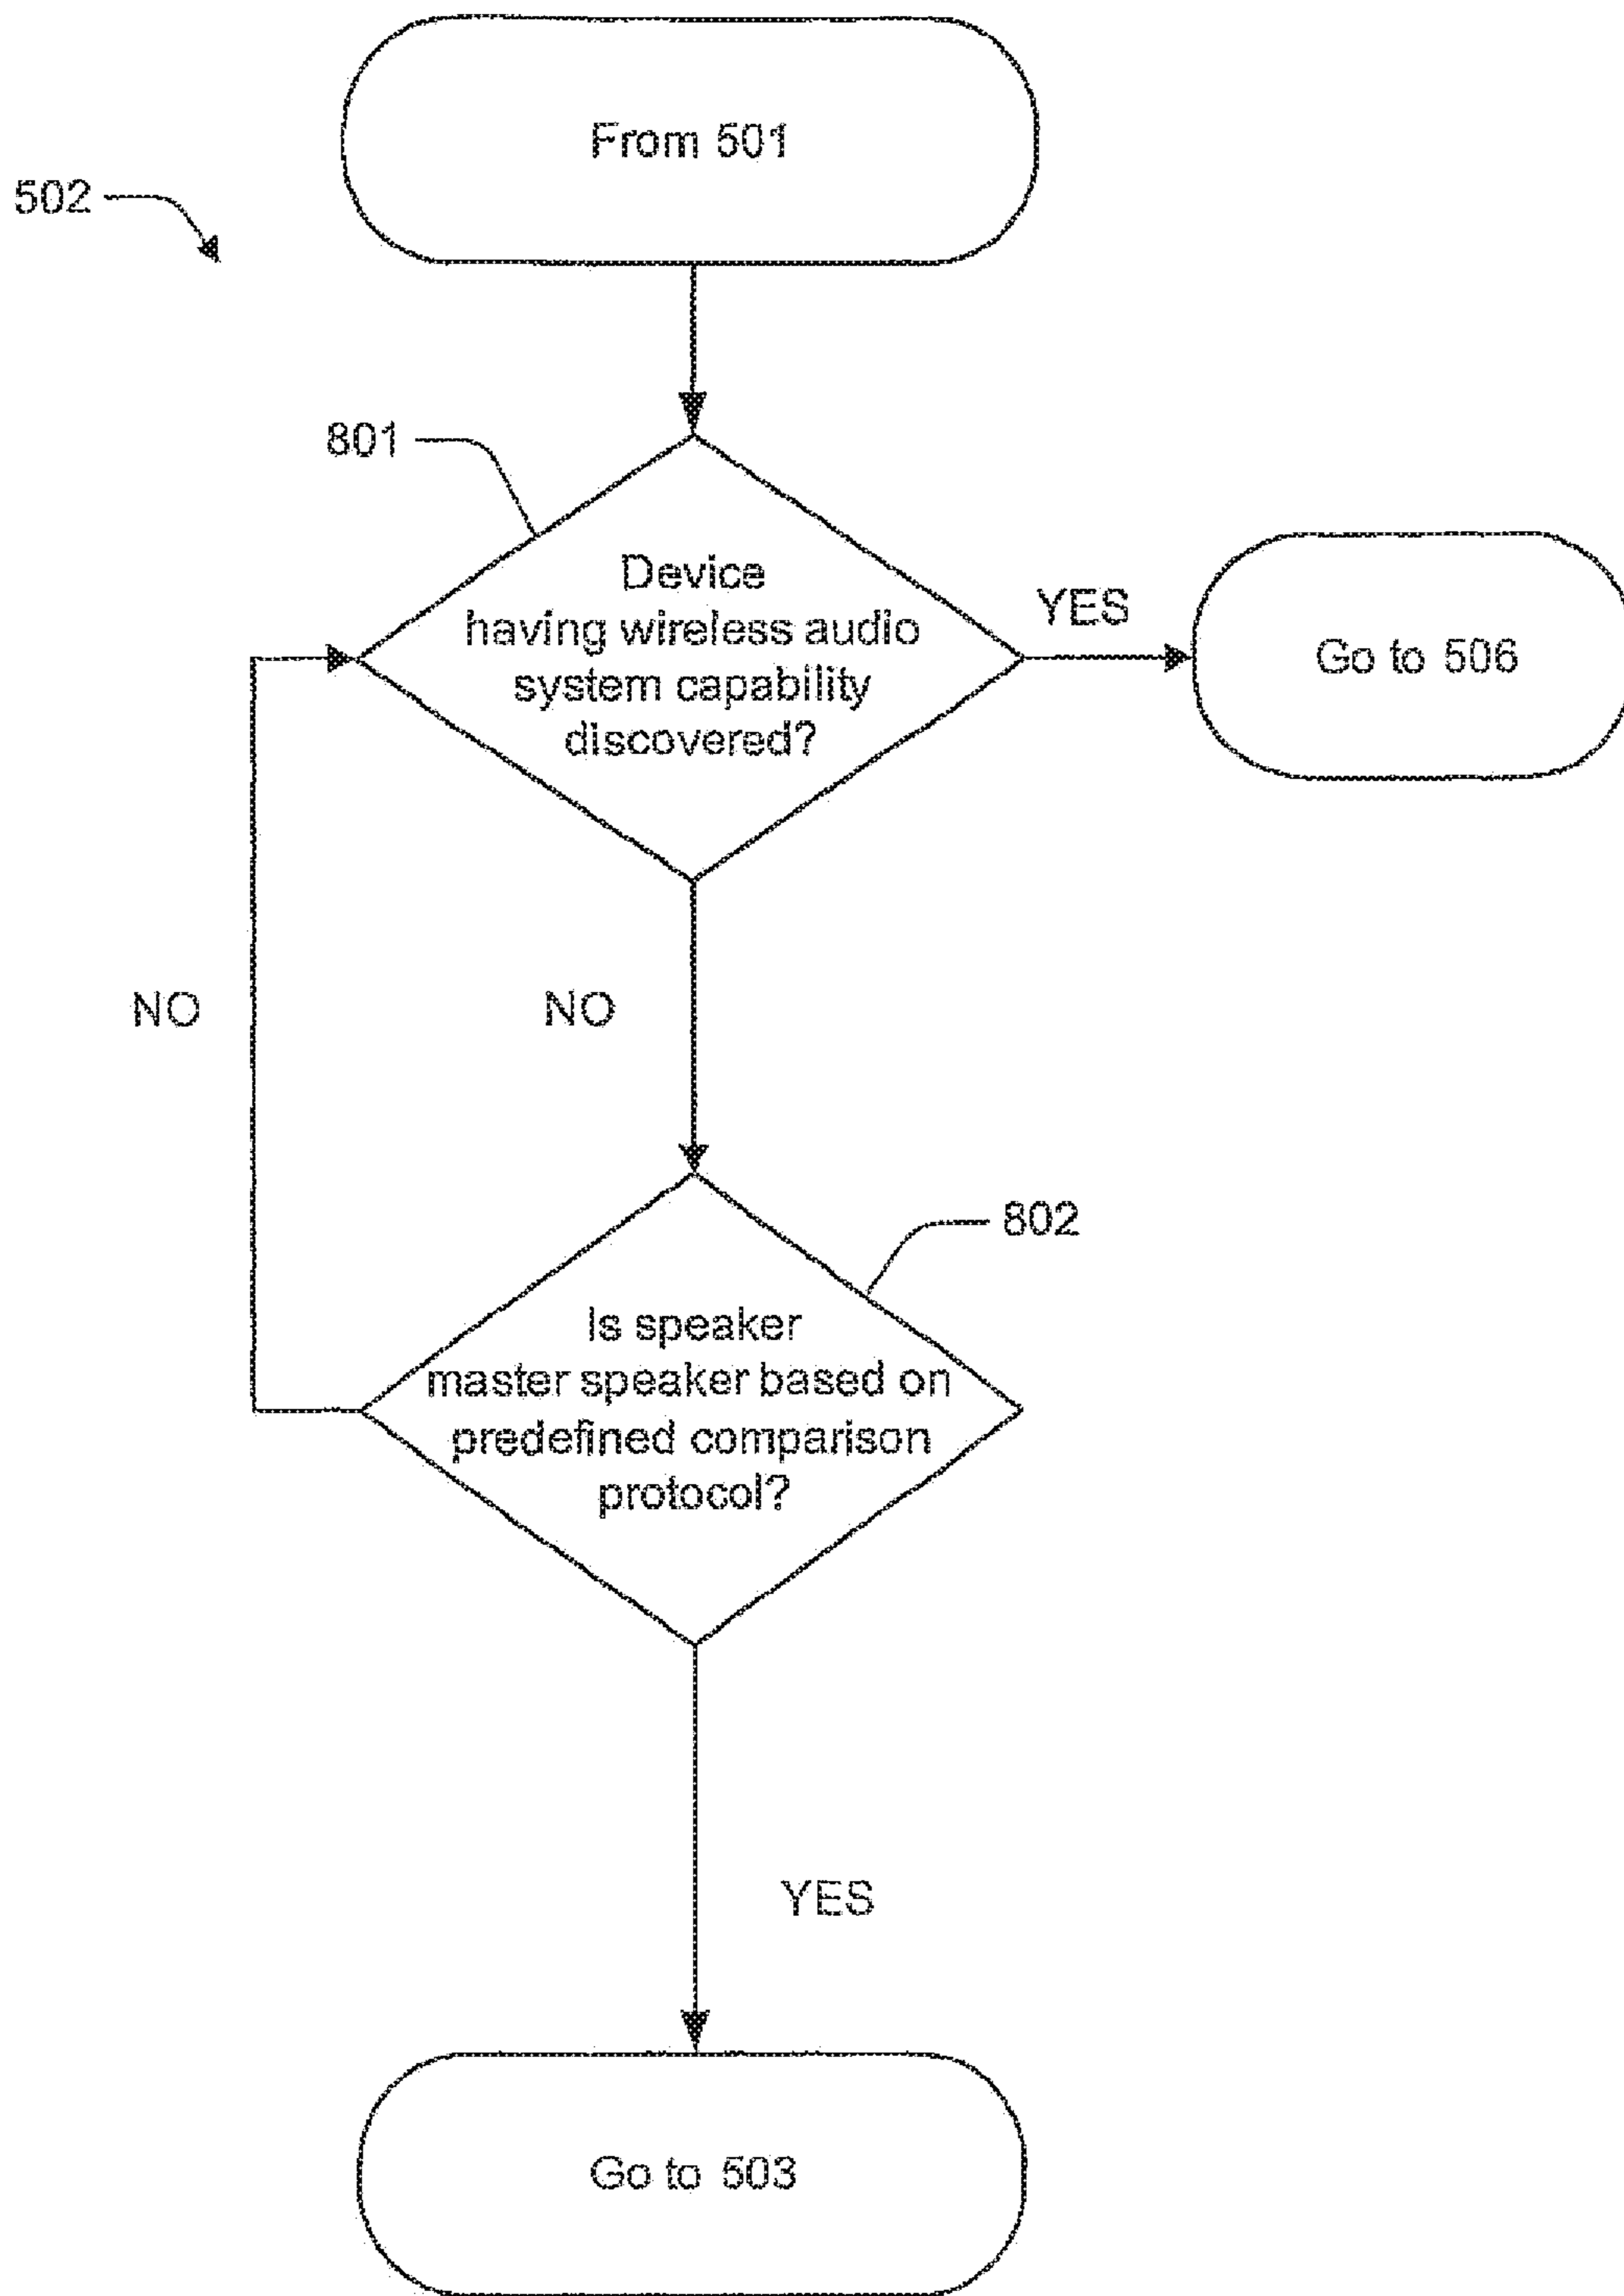 From 501
502
801
Device
having wireless audio
system capability
discovered?
YES
Go to 506
NO
NO
802
Is speaker
master speaker based on
predefined comparison
protocol?
YES
Go to 503